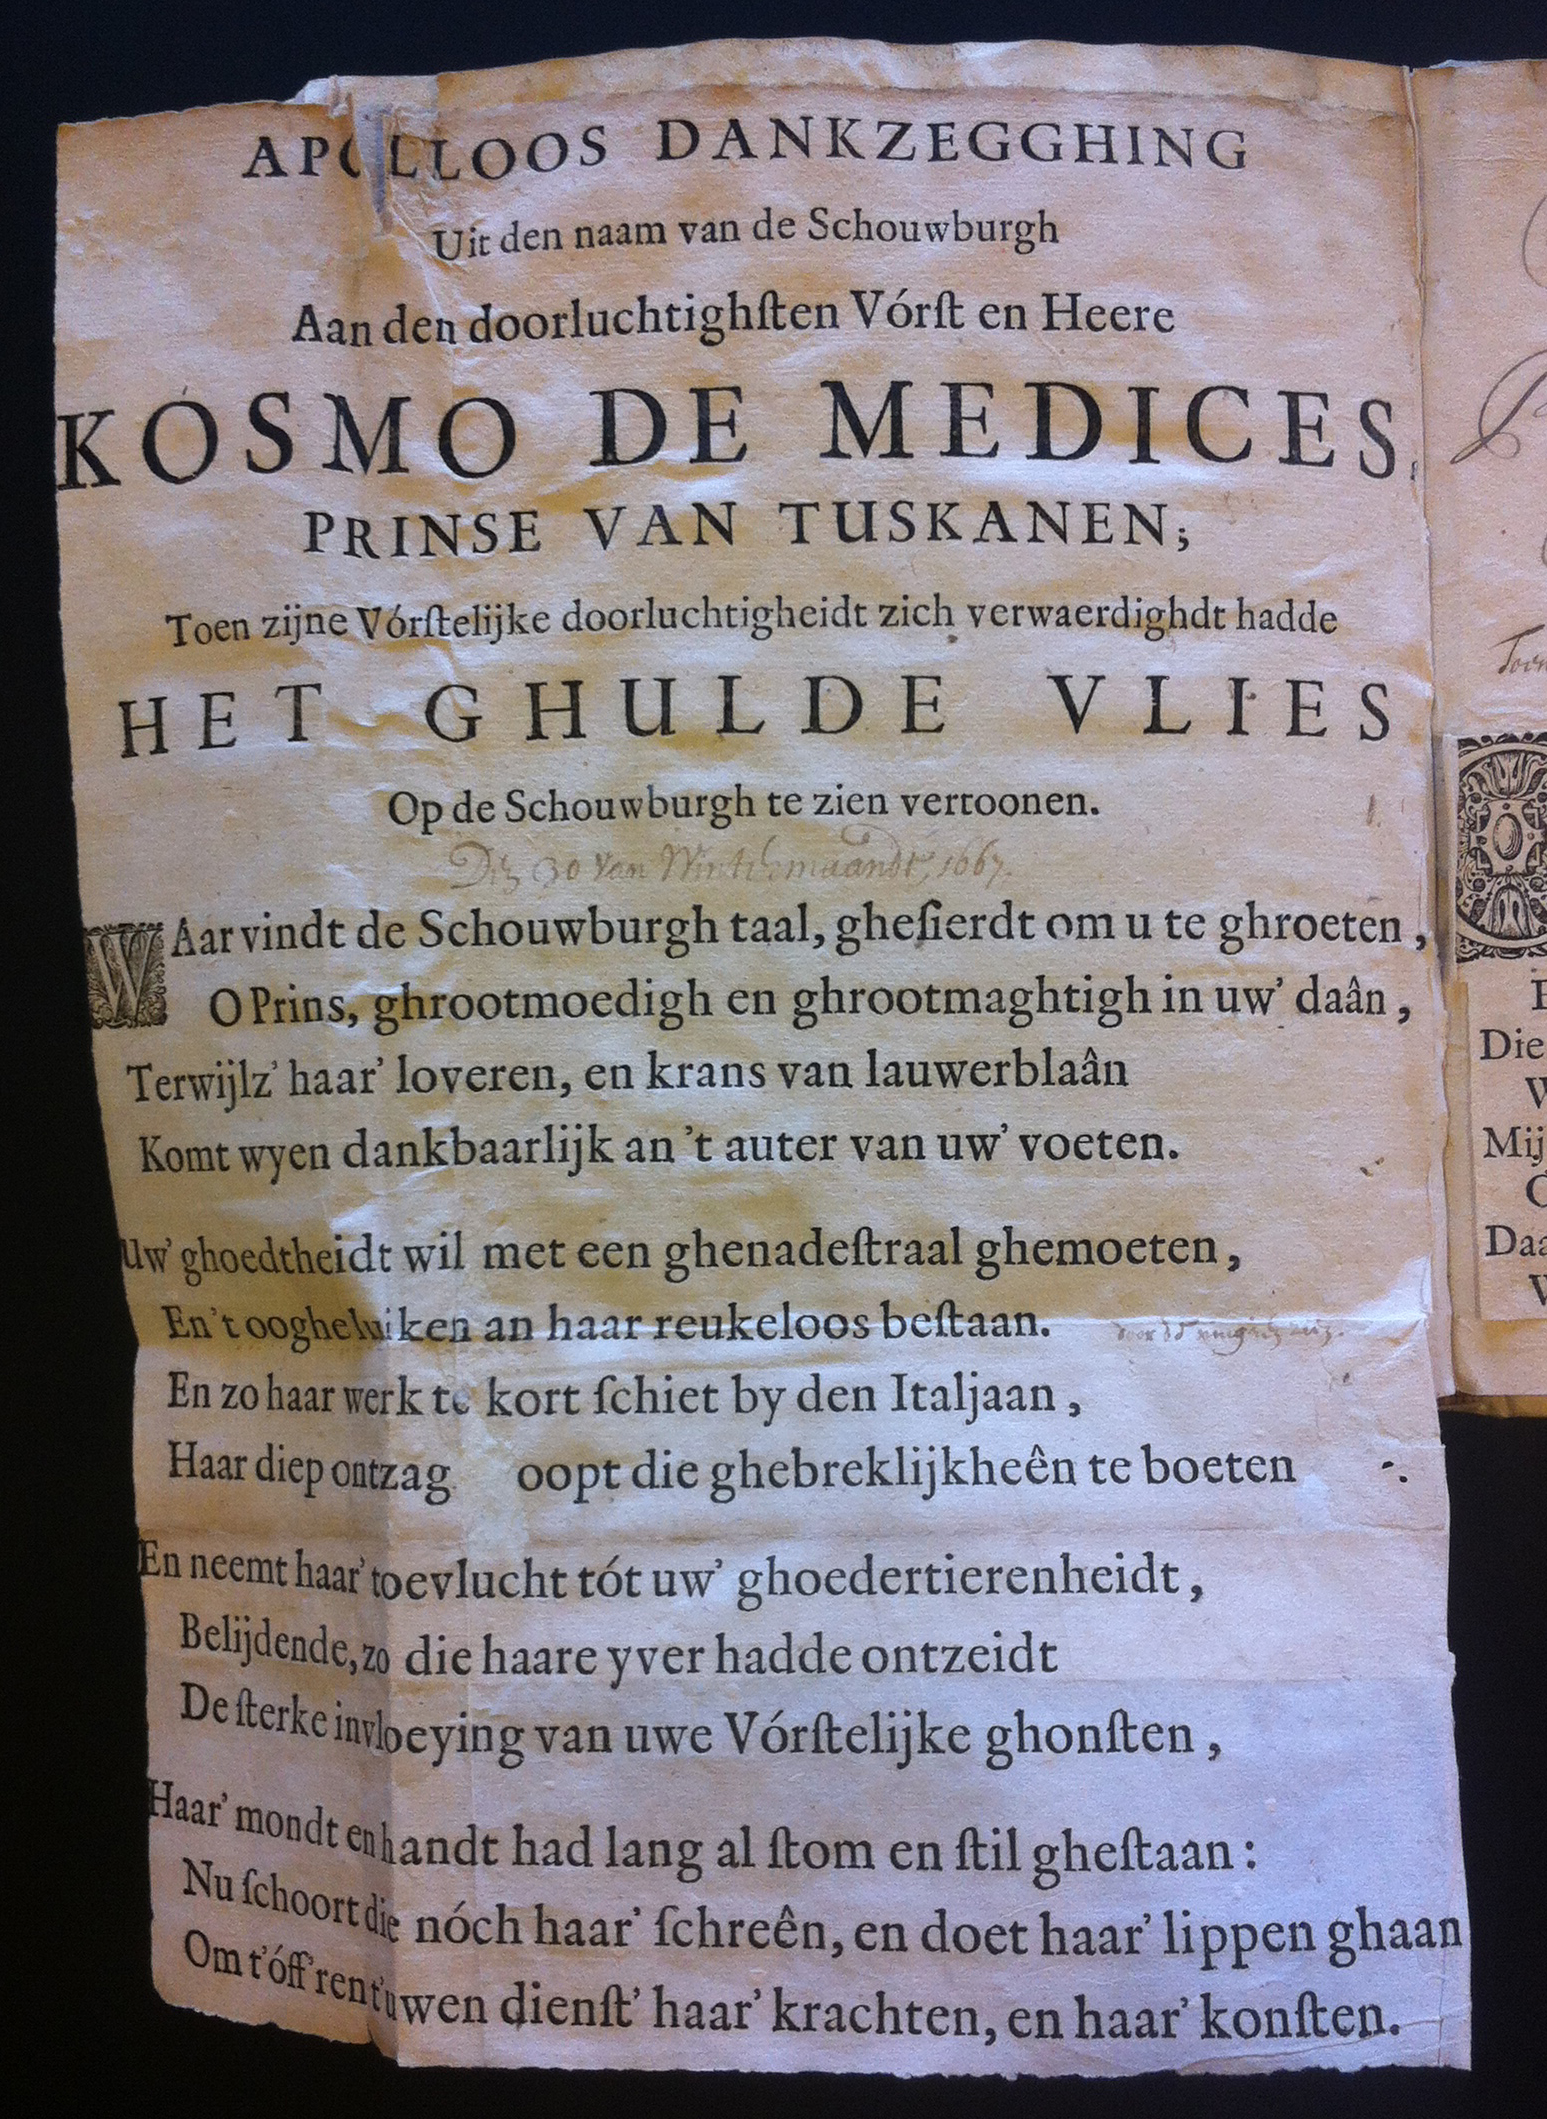 APOLLOOS DANKZEGGHING
Uit den naam van de Schouwburgh
Aan den doorluchtighſten Vórſt en Heere
KOSMO DE MEDICES,
PRINSE VAN TUSKANEN;
Toen zijne Vórſtelijke doorluchtigheidt zich verwaerdighdt hadde
HET GHULDE VLIES
Op de Schouwburgh te zien vertoonen.
30 van Wintermaandt, 1667.
WAar vindt de Schouwburgh taal, gheſierdt om u te ghroeten,
O Prins, ghrootmoedigh en ghrootmaghtigh in uw' daân,
Terwijlz' haar' loveren, en krans van lauwerblaân
Komt wyen dankbaarlijk an 't auter van uw' voeten.
Uw' ghoedtheidt wil met een ghenadeſtraal ghemoeten,
En 't oogheluiken an haar reukeloos beſtaan.
En zo haar werk te kort ſchiet by den Italjaan,
Haar diep ontzag oopt die ghebreklijkheên te boeten
En neemt haar' toevlucht tót uw' ghoedertierenheidt,
Belijdende, zo die haare yver hadde ontzeidt
De ſterke invloeying van uwe Vórſtelijke ghonſten,
Haar' mondt en handt had lang al ſtom en ſtil gheſtaan:
Nu ſchoort die nóch haar' ſchreên, en doet haar' lippen ghaan
Om t'óff'ren t'uwen dienſt' haar' krachten, en haar' konſten.
Die
Mij